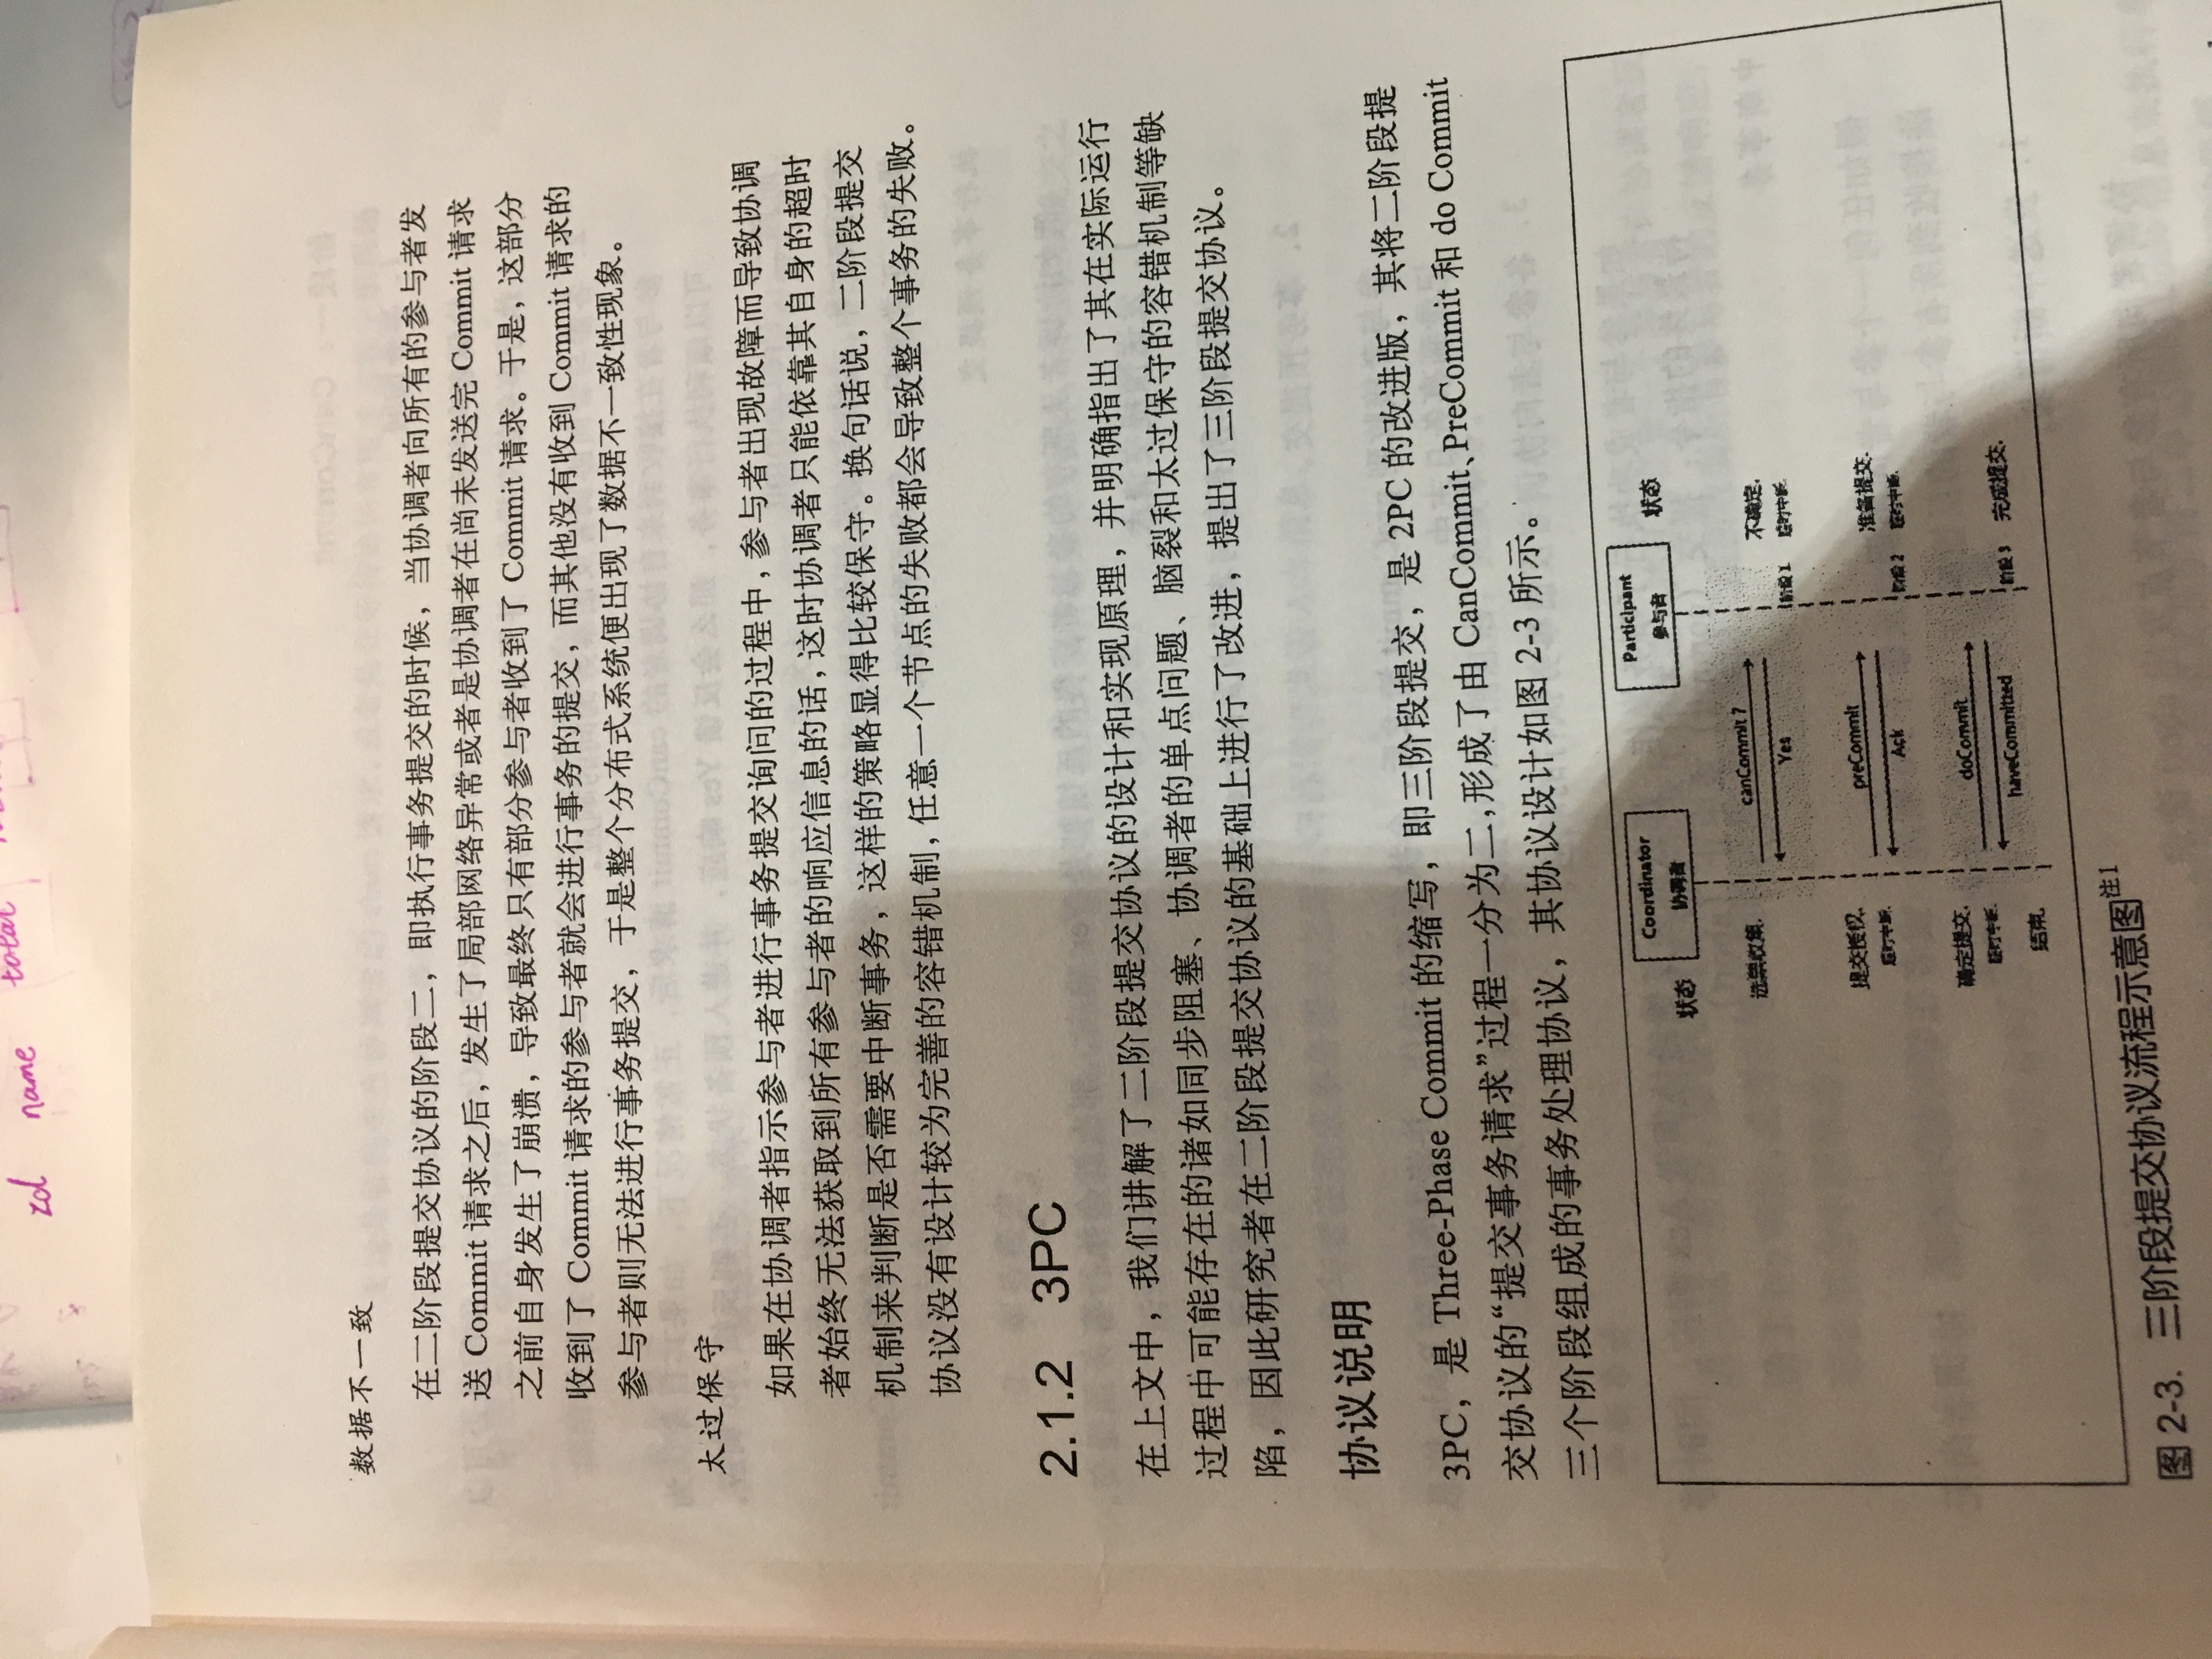 zd name total
数据不一致
在二阶段提交协议的阶段二，即执行事务提交的时候，当协调者向所有的参与者发
送 Commit 请求之后，发生了局部网络异常或者是协调者在尚未发送完 Commit 请求
之前自身发生了崩溃，导致最终只有部分参与者收到了 Commit 请求。于是，这部分
收到了 Commit 请求的参与者就会进行事务的提交，而其他没有收到 Commit 请求的
参与者则无法进行事务提交，于是整个分布式系统便出现了数据不一致性现象。
太过保守
如果在协调者指示参与者进行事务提交询问的过程中，参与者出现故障而导致协调
者始终无法获取到所有参与者的响应信息的话，这时协调者只能依靠其自身的超时
机制来判断是否需要中断事务，这样的策略显得比较保守。换句话说，二阶段提交
协议没有设计较为完善的容错机制，任意一个节点的失败都会导致整个事务的失败。
2.1.2 3PC
在上文中，我们讲解了二阶段提交协议的设计和实现原理，并明确指出了其在实际运行
过程中可能存在的诸如同步阻塞、协调者的单点问题、脑裂和太过保守的容错机制等缺
陷，因此研究者在二阶段提交协议的基础上进行了改进，提出了三阶段提交协议。
协议说明
3PC，是 Three-Phase Commit 的缩写，即三阶段提交，是 2PC 的改进版，其将二阶段提
交协议的“提交事务请求”过程一分为二，形成了由 CanCommit、PreCommit 和 do Commit
三个阶段组成的事务处理协议，其协议设计如图 2-3 所示。
状态 Coordinator Participant 状态
协调者 参与者
选票收集. canCommit ? 不确定.
Yes 阶段 1 超时中断.
提交授权. preCommit 准备提交.
超时中断. Ack 阶段 2 超时中断.
确定提交. doCommit
超时中断. haveCommitted 阶段 3 完成提交.
结束.
图 2-3. 三阶段提交协议流程示意图注1